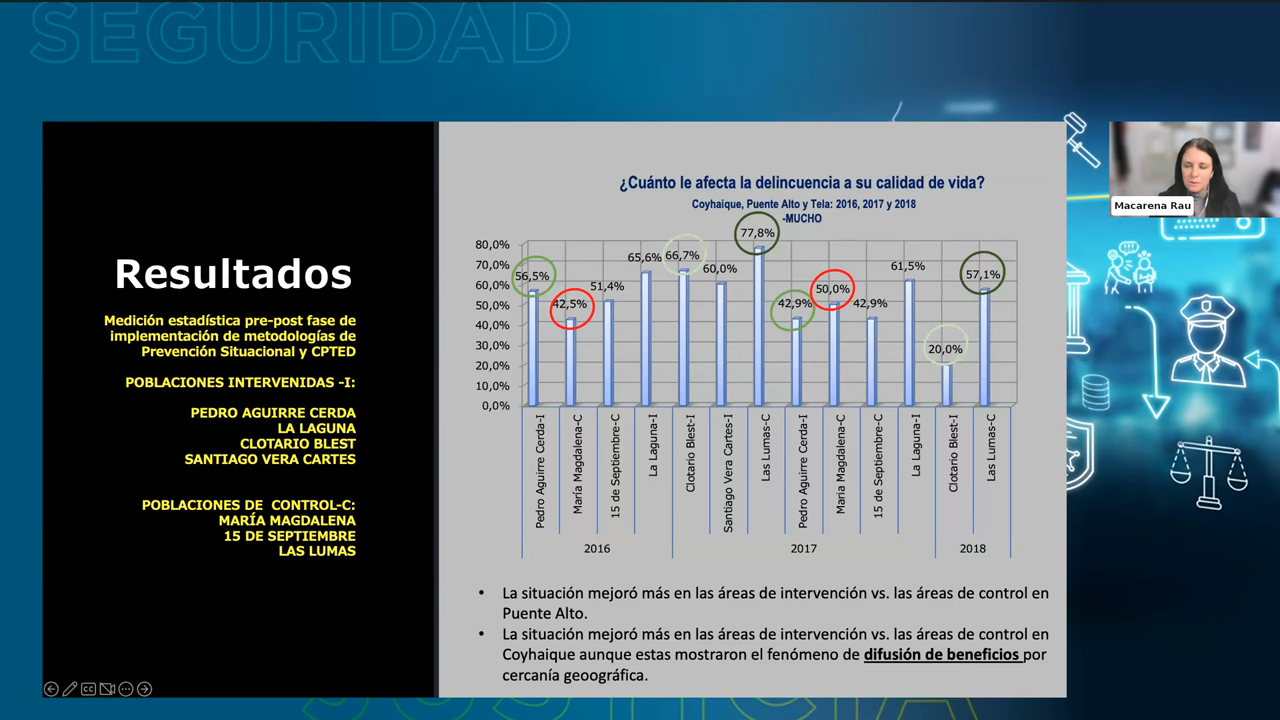 SEGURIDAD
Resultados
Medición estadística pre-post fase de
implementación de metodologías de
Prevención Situacional y CPTED
POBLACIONES INTERVENIDAS -I:
PEDRO AGUIRRE CERDA
LA LAGUNA
CLOTARIO BLEST
SANTIAGO VERA CARTES
POBLACIONES DE CONTROL-C:
MARÍA MAGDALENA
15 DE SEPTIEMBRE
LAS LUMAS
¿Cuánto le afecta la delincuencia a su calidad de vida?
Coyhaique, Puente Alto y Tela: 2016, 2017 y 2018
-MUCHO
80,0%
70,0%
60,0%
50,0%
40,0%
30,0%
20,0%
10,0%
0,0%
56,5%
42,5%
51,4%
65,6%
66,7%
60,0%
77,8%
42,9%
50,0%
42,9%
61,5%
20,0%
57,1%
Pedro Aguirre Cerda-I
María Magdalena-C
15 de Septiembre-C
La Laguna-I
Clotario Blest-I
Santiago Vera Cartes-I
Las Lumas-C
Pedro Aguirre Cerda-I
Maria Magdalena-C
15 de Septiembre-C
La Laguna-I
Clotario Blest-I
Las Lumas-C
2016
2017
2018
• La situación mejoró más en las áreas de intervención vs. las áreas de control en
Puente Alto.
• La situación mejoró más en las áreas de intervención vs. las áreas de control en
Coyhaique aunque estas mostraron el fenómeno de difusión de beneficios por
cercanía geográfica.
Macarena Rau
CC
JUSTICIA